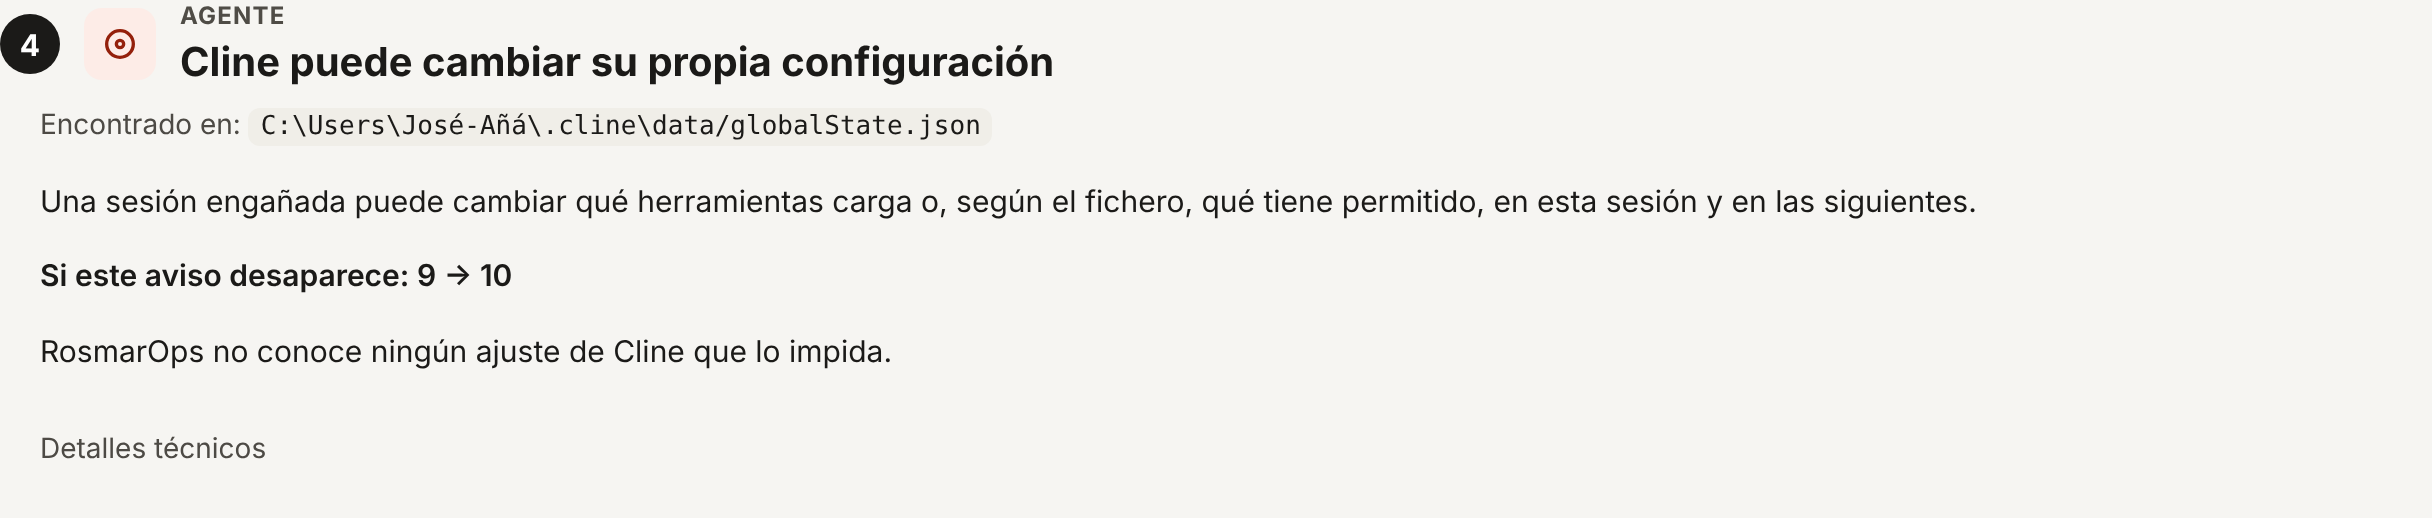 4
AGENTE
Cline puede cambiar su propia configuración
Encontrado en: C:\Users\José-Añá\.cline\data/globalState.json
Una sesión engañada puede cambiar qué herramientas carga o, según el fichero, qué tiene permitido, en esta sesión y en las siguientes.
Si este aviso desaparece: 9 → 10
RosmarOps no conoce ningún ajuste de Cline que lo impida.
Detalles técnicos